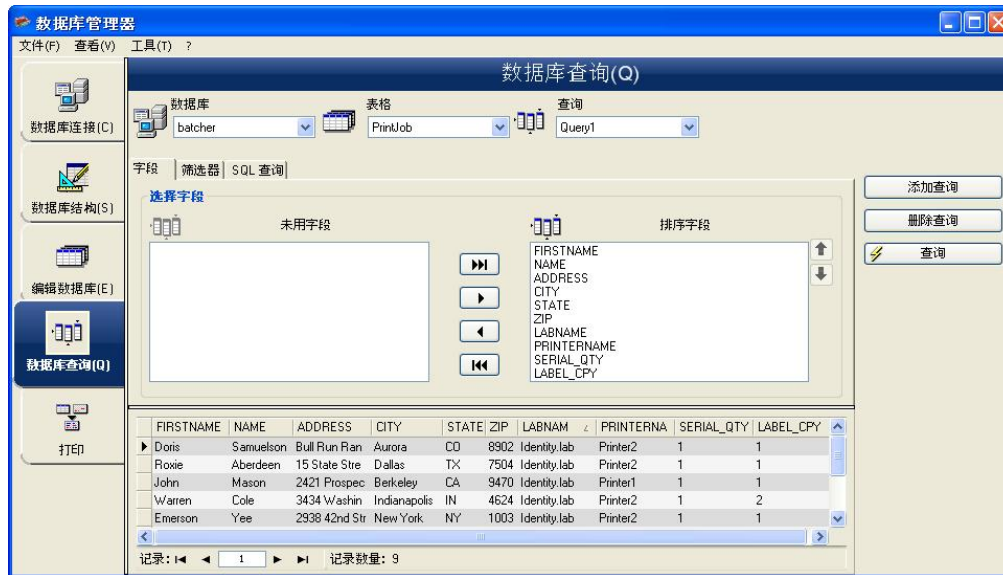 数据库管理器
文件(F) 查看(V) 工具(T) ?
数据库连接(C)
数据库结构(S)
编辑数据库(E)
数据库查询(Q)
打印
数据库查询(Q)
数据库 表格 查询
batcher PrintJob Query1
字段 筛选器 SQL 查询
选择字段
未用字段 排序字段
FIRSTNAME
NAME
ADDRESS
CITY
STATE
ZIP
LABNAME
PRINTERNAME
SERIAL_QTY
LABEL_CPY
添加查询
删除查询
查询
FIRSTNAME NAME ADDRESS CITY STATE ZIP LABNAM PRINTERNA SERIAL_QTY LABEL_CPY
Doris Samuelson Bull Run Ran Aurora CO 8902 Identity.lab Printer2 1 1
Roxie Aberdeen 15 State Stre Dallas TX 7504 Identity.lab Printer2 1 1
John Mason 2421 Prospec Berkeley CA 9470 Identity.lab Printer1 1 1
Warren Cole 3434 Washin Indianapolis IN 4624 Identity.lab Printer2 1 2
Emerson Yee 2938 42nd Str New York NY 1003 Identity.lab Printer2 1 1
记录: 1 记录数量: 9